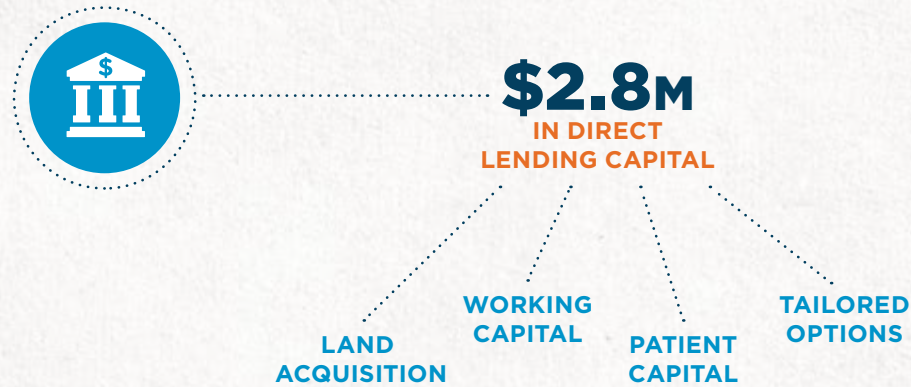 $
$2.8M
IN DIRECT
LENDING CAPITAL
LAND
ACQUISITION
WORKING
CAPITAL
PATIENT
CAPITAL
TAILORED
OPTIONS